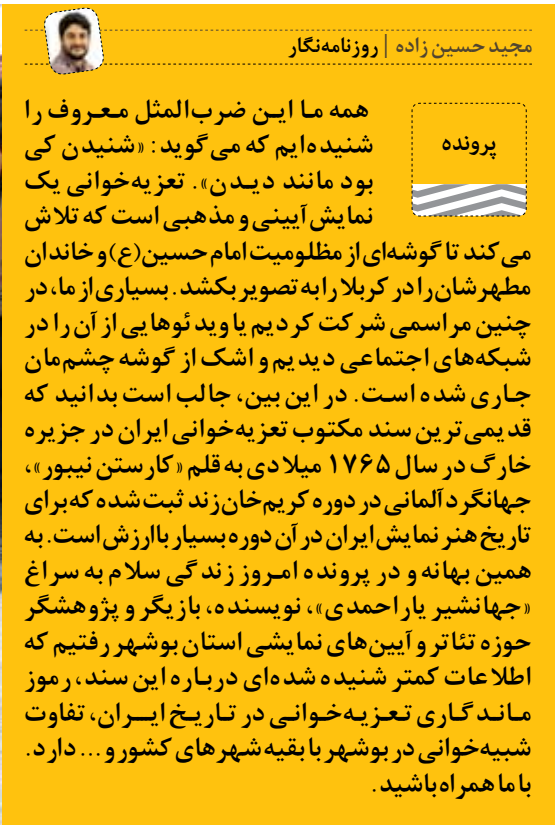 مجید حسین زاده | روزنامه‌نگار
پرونده
همه ما این ضرب‌المثل معروف را
شنیده‌ایم که می‌گوید: «شنیدن کی
بود مانند دیدن». تعزیه‌خوانی یک
نمایش آیینی و مذهبی است که تلاش
می‌کند تا گوشه‌ای از مظلومیت امام حسین(ع) و خاندان
مطهرشان را در کربلا را به تصویر بکشد. بسیاری از ما، در
چنین مراسمی شرکت کردیم یا ویدئوهایی از آن را در
شبکه‌های اجتماعی دیدیم و اشک از گوشه چشم‌مان
جاری شده است. در این بین، جالب است بدانید که
قدیمی‌ترین سند مکتوب تعزیه‌خوانی ایران در جزیره
خارگ در سال ۱۷۶۵ میلادی به قلم «کارستن نیبور»،
جهانگرد آلمانی در دوره کریم‌خان زند ثبت شده که برای
تاریخ هنر نمایش ایران در آن دوره بسیار باارزش است. به
همین بهانه و در پرونده امروز زندگی سلام به سراغ
«جهانشیر یاراحمدی»، نویسنده، بازیگر و پژوهشگر
حوزه تئاتر و آیین‌های نمایشی استان بوشهر رفتیم که
اطلاعات کمتر شنیده شده‌ای درباره این سند، رموز
ماندگاری تعزیه‌خوانی در تاریخ ایران، تفاوت
شبیه‌خوانی در بوشهر با بقیه شهرهای کشور و ... دارد.
با ما همراه باشید.